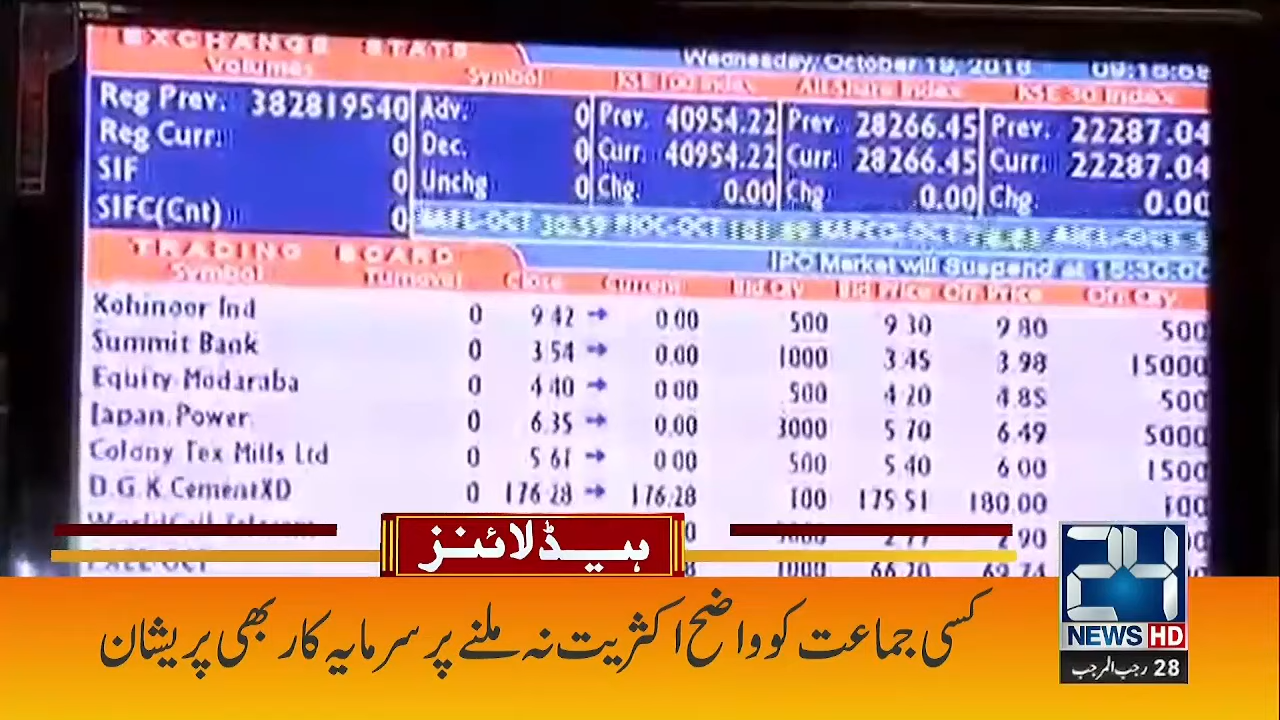 EXCHANGE STATS
Wednesday, October 19, 2016
Volumes Symbol KSE 100 Index All Share Index KSE 30 Index
Reg Prev. 382819540 Adv. 0 Prev. 40954.22 Prev. 28266.45 Prev. 22287.04
Reg Curr. 0 Dec. 0 Curr. 40954.22 Curr. 28266.45 Curr. 22287.04
SIF 0 Unchg 0 Chg. 0.00 Chg 0.00 Chg. 0.00
SIFC(Cnt) 0
TRADING BOARD
IPO Market will Suspend at 15:30:00
Symbol Turnover Close Current Bid Qty Bid Price Off Price Off Qty
Kohinoor Ind 0 9.42 → 0.00 500 9.30 9.80 500
Summit Bank 0 3.54 → 0.00 1000 3.45 3.98 15000
Equity Modaraba 0 4.40 → 0.00 500 4.20 4.85 500
Japan Power 0 6.35 → 0.00 3000 5.70 6.49 5000
Colony Tex Mills Ltd 0 5.61 → 0.00 500 5.40 6.00 1500
D.G.K.CementXD 0 176.28 → 176.28 100 175.51 180.00 100
ہیڈلائنز
کسی جماعت کو واضح اکثریت نہ ملنے پر سرمایہ کار بھی پریشان
24
NEWS HD
28 رجب المرجب